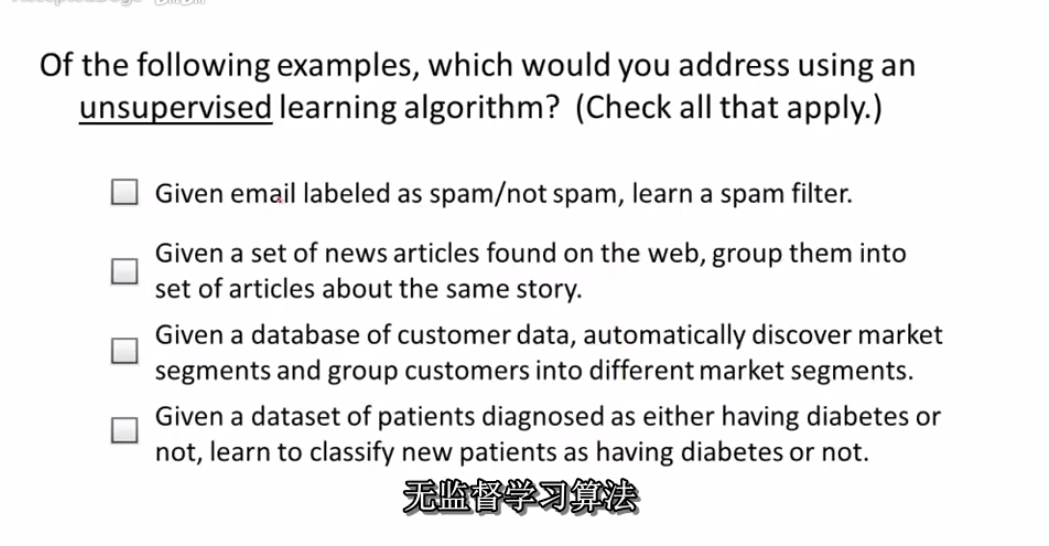 Of the following examples, which would you address using an
unsupervised learning algorithm? (Check all that apply.)
Given email labeled as spam/not spam, learn a spam filter.
Given a set of news articles found on the web, group them into
set of articles about the same story.
Given a database of customer data, automatically discover market
segments and group customers into different market segments.
Given a dataset of patients diagnosed as either having diabetes or
not, learn to classify new patients as having diabetes or not.
无监督学习算法